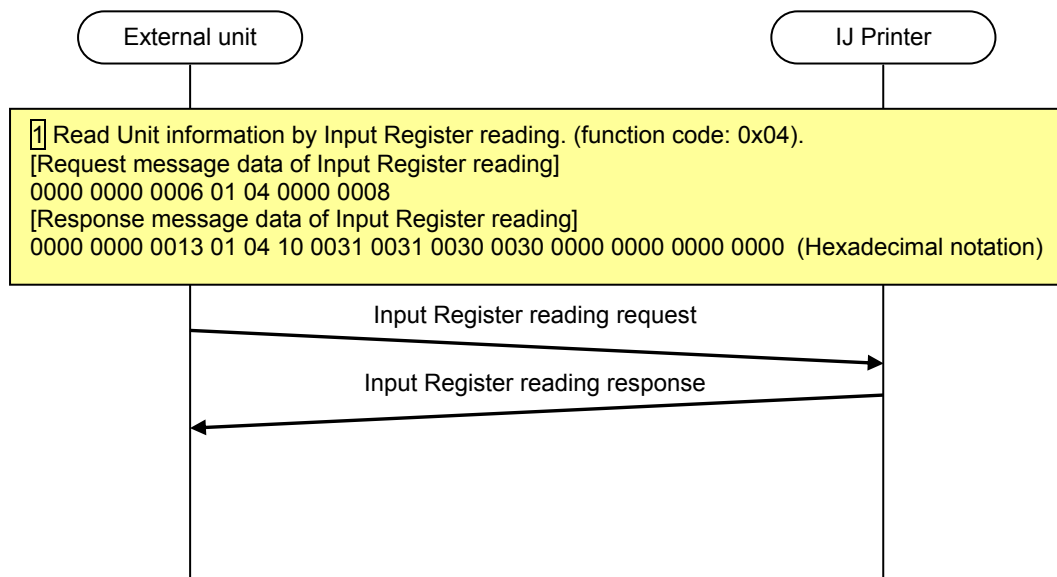 External unit
IJ Printer
1 Read Unit information by Input Register reading. (function code: 0x04).
[Request message data of Input Register reading]
0000 0000 0006 01 04 0000 0008
[Response message data of Input Register reading]
0000 0000 0013 01 04 10 0031 0031 0030 0030 0000 0000 0000 0000 (Hexadecimal notation)
Input Register reading request
Input Register reading response